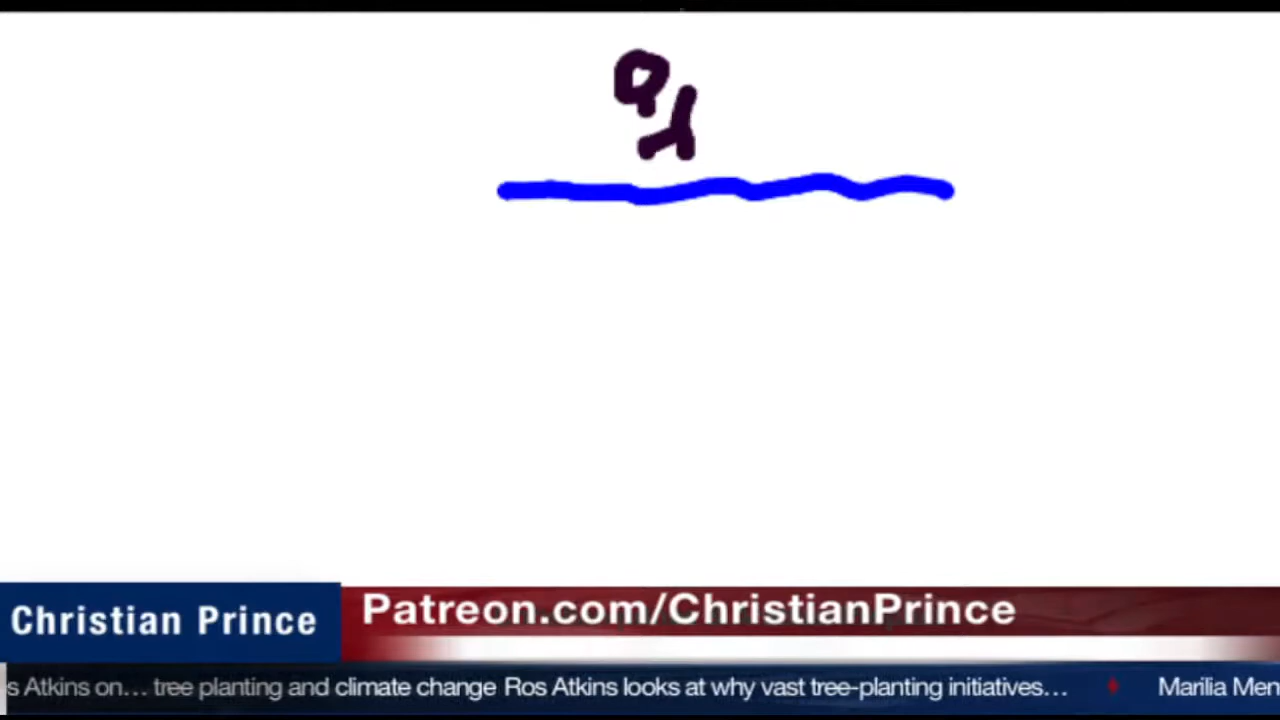 Christian Prince
Patreon.com/ChristianPrince
s Atkins on... tree planting and climate change Ros Atkins looks at why vast tree-planting initiatives... Marilia Men